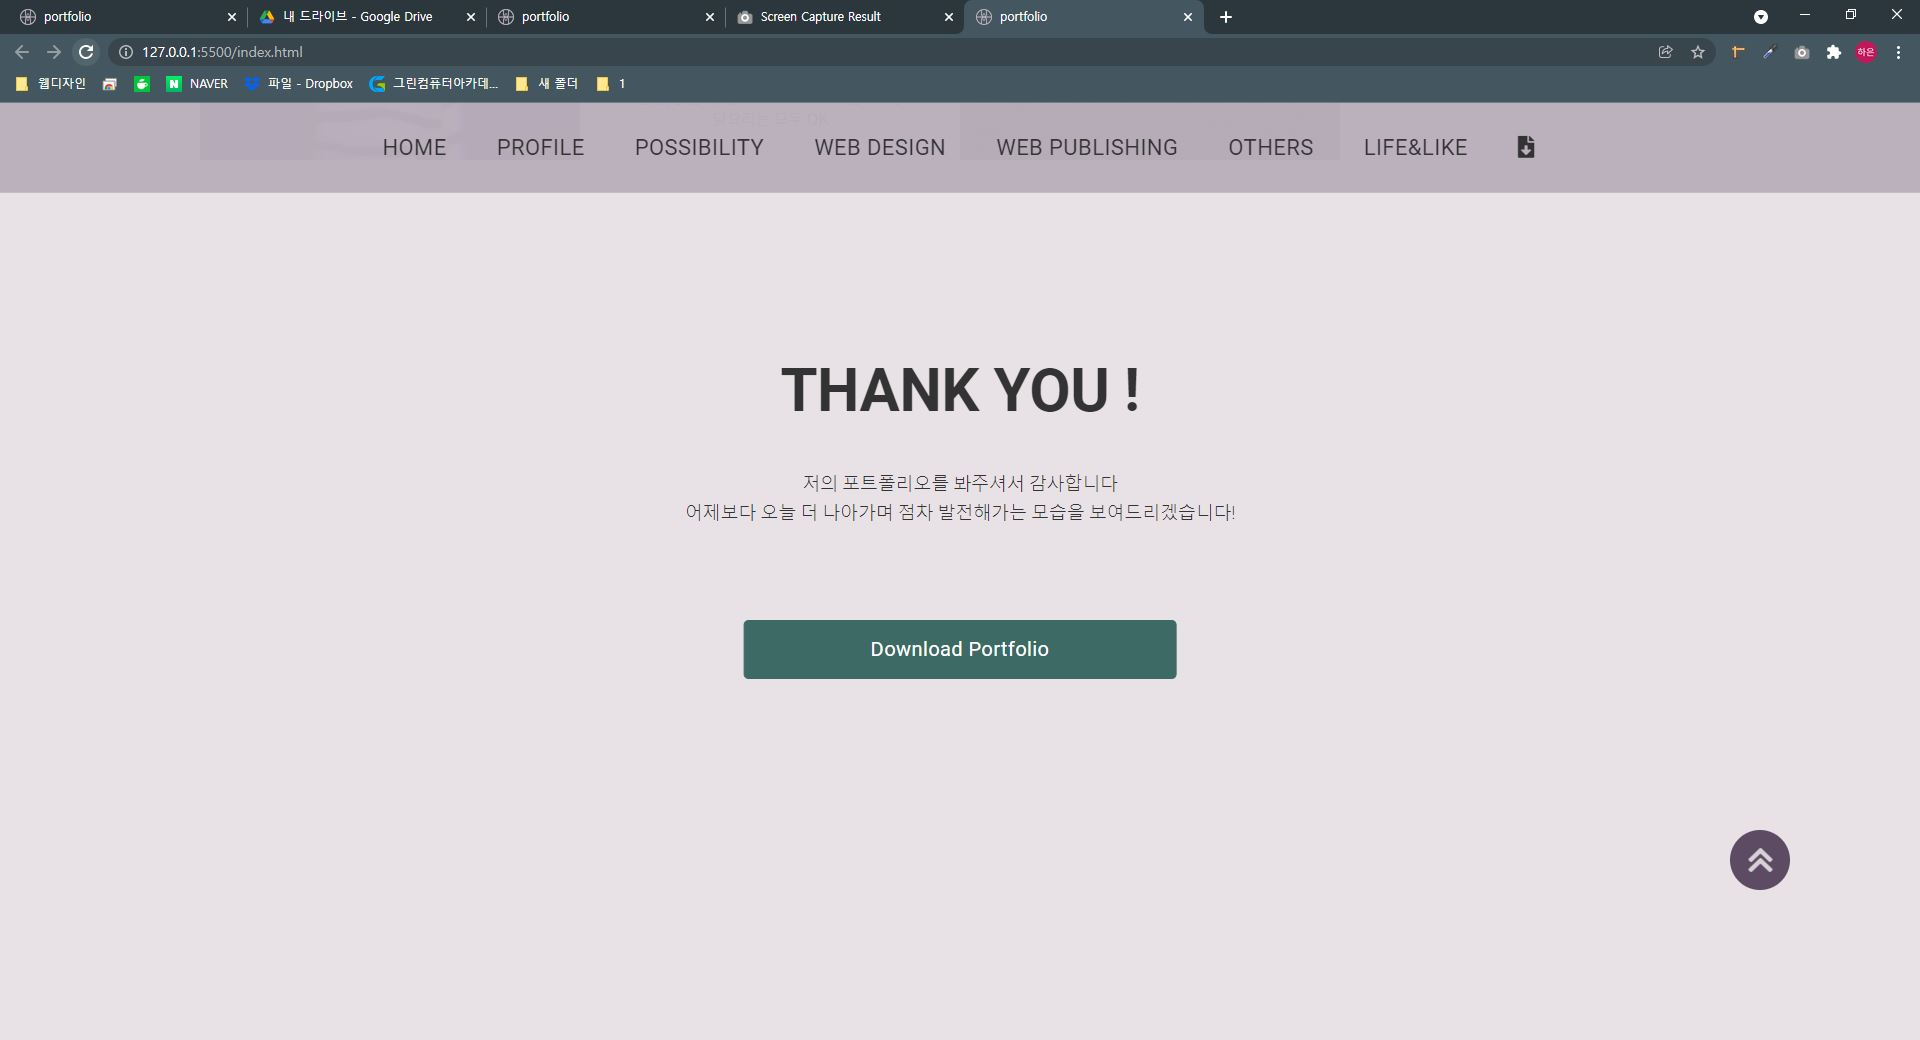 portfolio
내 드라이브 - Google Drive
portfolio
Screen Capture Result
portfolio
127.0.0.1:5500/index.html
하은
웹디자인
NAVER
파일 - Dropbox
그린컴퓨터아카데...
새 폴더
1
HOME PROFILE POSSIBILITY WEB DESIGN WEB PUBLISHING OTHERS LIFE&LIKE
THANK YOU !
저의 포트폴리오를 봐주셔서 감사합니다
어제보다 오늘 더 나아가며 점차 발전해가는 모습을 보여드리겠습니다!
Download Portfolio